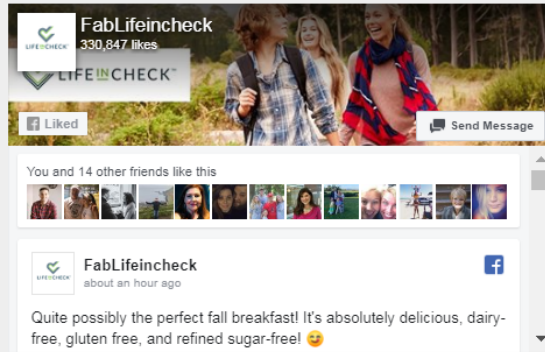 FabLifeincheck
330,847 likes
LIFE IN CHECK
LIFE IN CHECK™
Liked
Send Message
You and 14 other friends like this
FabLifeincheck
about an hour ago
LIFE IN CHECK
Quite possibly the perfect fall breakfast! It's absolutely delicious, dairy-
free, gluten free, and refined sugar-free! 😋